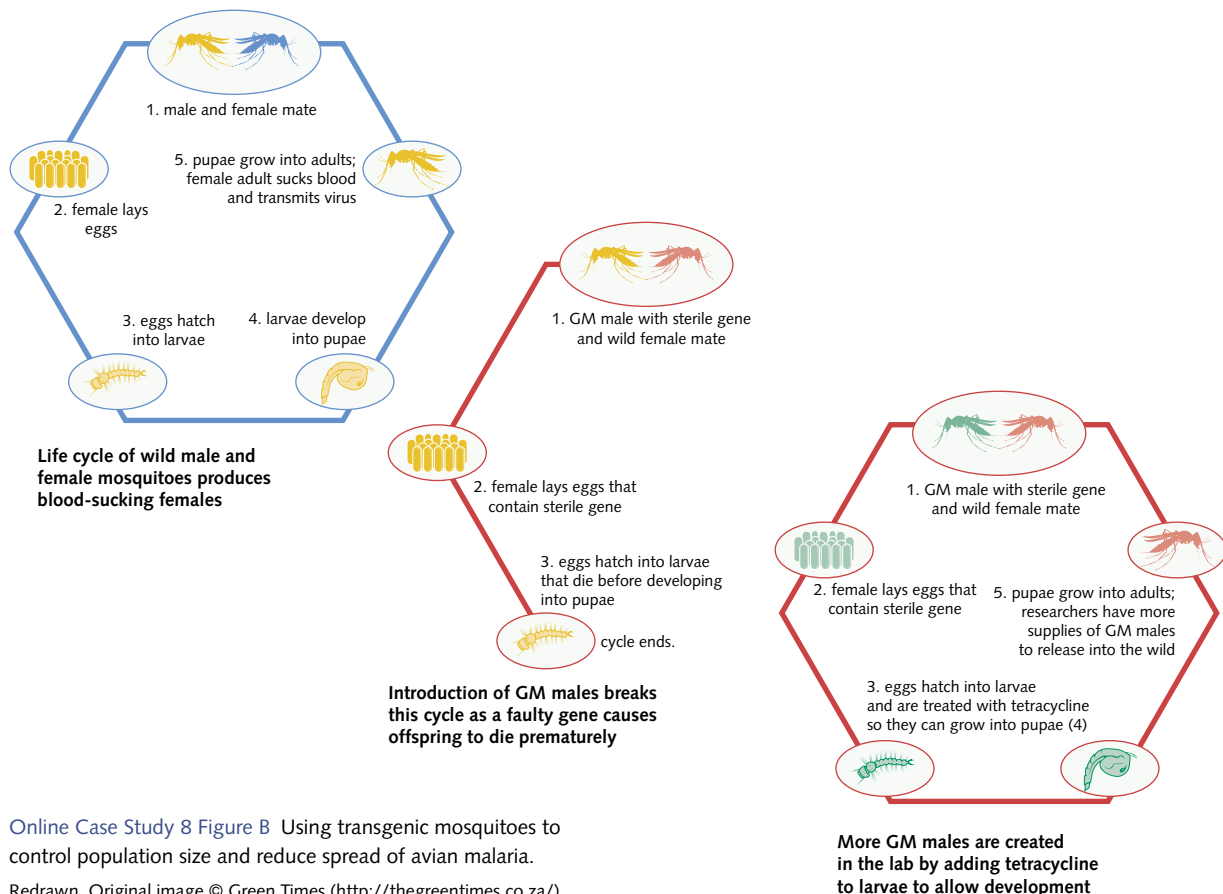 1. male and female mate
5. pupae grow into adults;
female adult sucks blood
and transmits virus
2. female lays
eggs
3. eggs hatch
into larvae
4. larvae develop
into pupae
Life cycle of wild male and
female mosquitoes produces
blood-sucking females
1. GM male with sterile gene
and wild female mate
2. female lays eggs that
contain sterile gene
3. eggs hatch into larvae
that die before developing
into pupae
cycle ends.
Introduction of GM males breaks
this cycle as a faulty gene causes
offspring to die prematurely
1. GM male with sterile gene
and wild female mate
2. female lays eggs that
contain sterile gene
5. pupae grow into adults;
researchers have more
supplies of GM males
to release into the wild
3. eggs hatch into larvae
and are treated with tetracycline
so they can grow into pupae (4)
More GM males are created
in the lab by adding tetracycline
to larvae to allow development
Online Case Study 8 Figure B Using transgenic mosquitoes to
control population size and reduce spread of avian malaria.
Redrawn. Original image © Green Times (http://thegreentimes.co.za/)